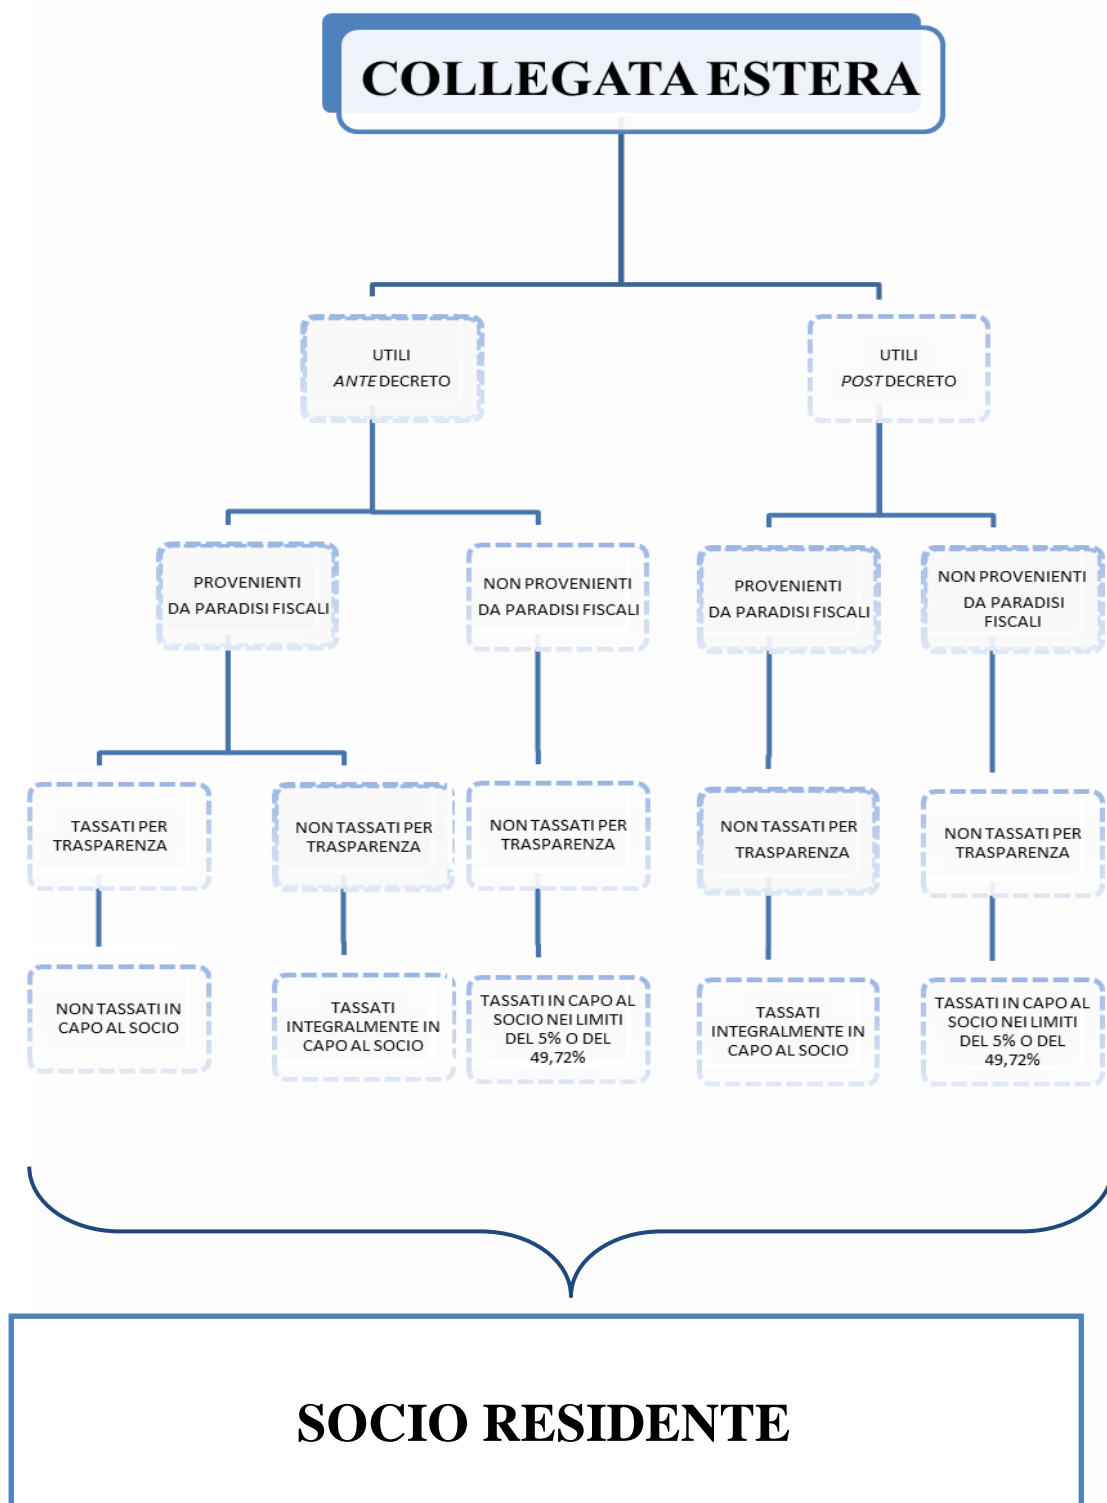 COLLEGATA ESTERA
UTILI
ANTE DECRETO
UTILI
POST DECRETO
PROVENIENTI
DA PARADISI FISCALI
NON PROVENIENTI
DA PARADISI FISCALI
PROVENIENTI
DA PARADISI FISCALI
NON PROVENIENTI
DA PARADISI
FISCALI
TASSATI PER
TRASPARENZA
NON TASSATI PER
TRASPARENZA
NON TASSATI PER
TRASPARENZA
NON TASSATI PER
TRASPARENZA
NON TASSATI PER
TRASPARENZA
NON TASSATI IN
CAPO AL SOCIO
TASSATI
INTEGRALMENTE IN
CAPO AL SOCIO
TASSATI IN CAPO AL
SOCIO NEI LIMITI
DEL 5% O DEL
49,72%
TASSATI
INTEGRALMENTE IN
CAPO AL SOCIO
TASSATI IN CAPO AL
SOCIO NEI LIMITI
DEL 5% O DEL
49,72%
SOCIO RESIDENTE